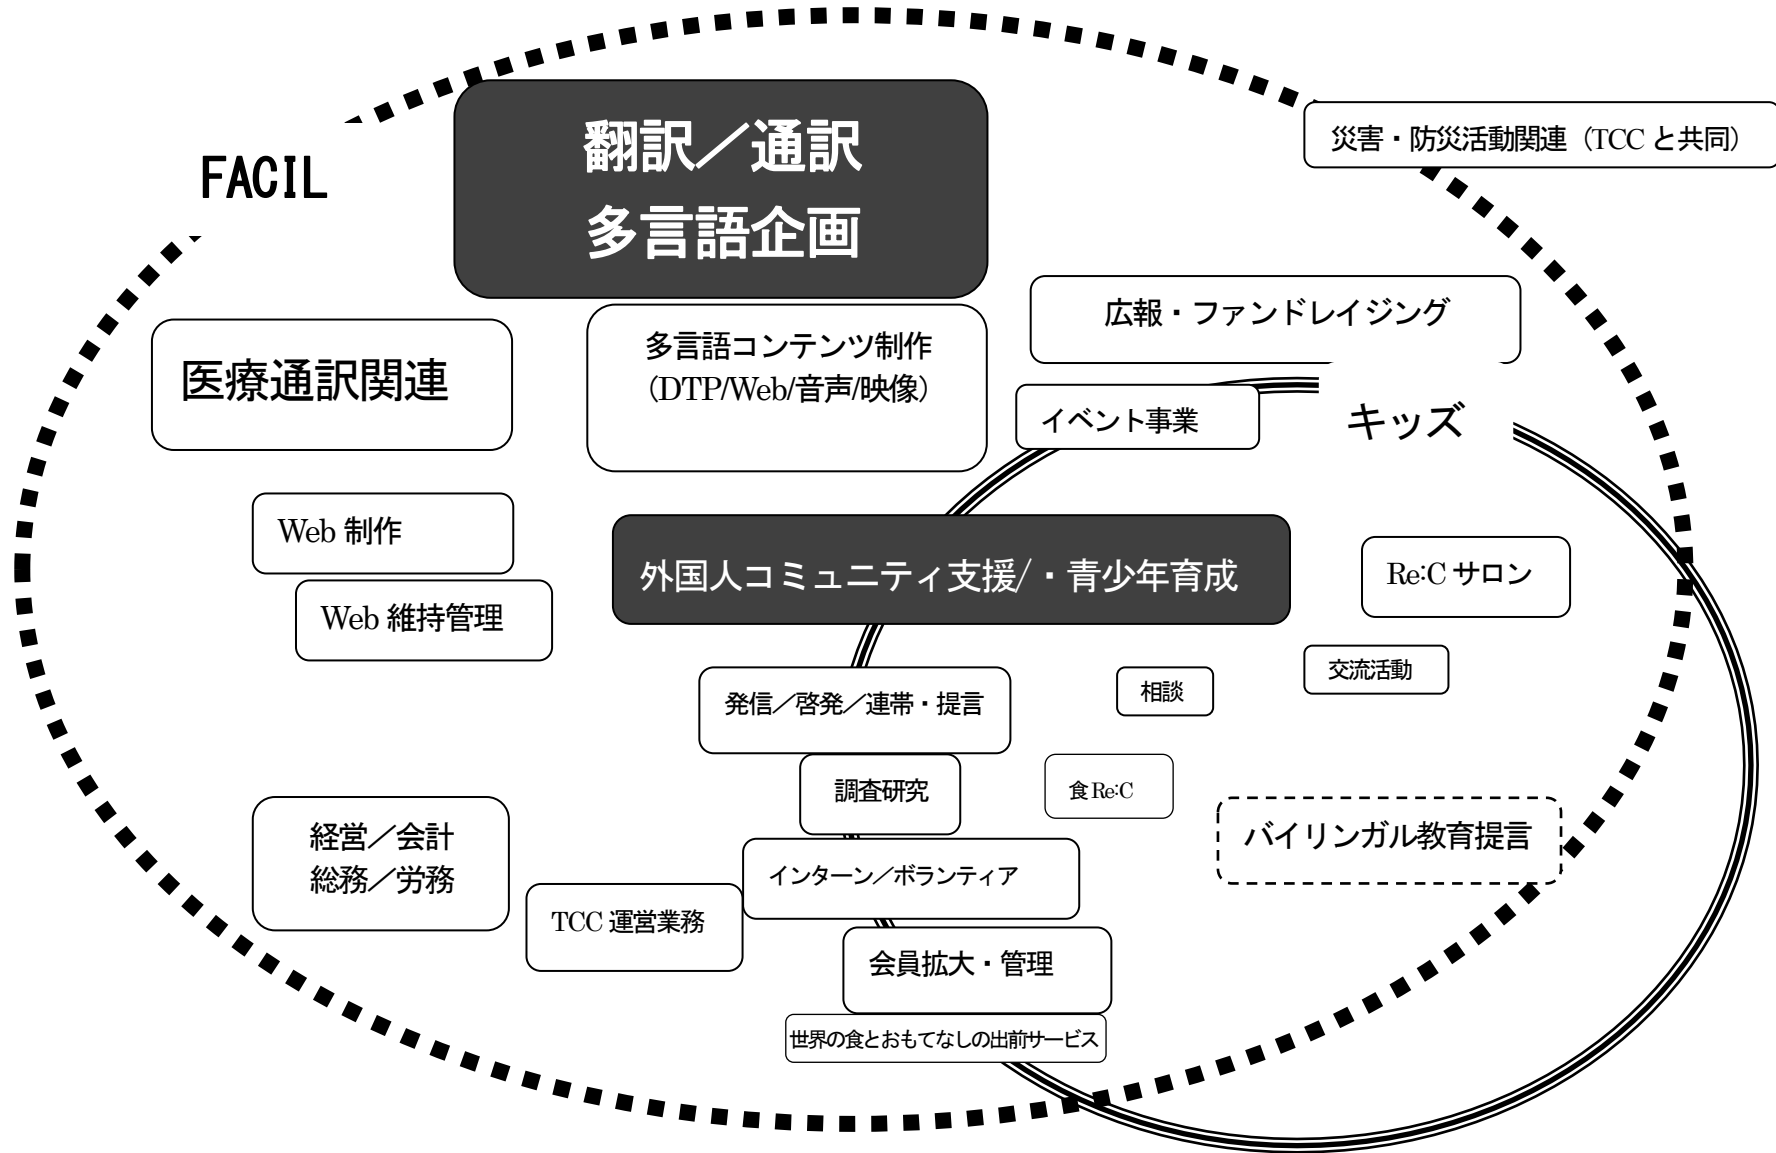 翻訳／通訳
多言語企画
災害・防災活動関連（TCC と共同）
FACIL
広報・ファンドレイジング
多言語コンテンツ制作
（DTP/Web/音声/映像）
医療通訳関連
イベント事業
キッズ
Web 制作
外国人コミュニティ支援/・青少年育成
Re:C サロン
Web 維持管理
交流活動
発信／啓発／連帯・提言
相談
調査研究
食 Re:C
経営／会計
総務／労務
バイリンガル教育提言
インターン／ボランティア
TCC 運営業務
会員拡大・管理
世界の食とおもてなしの出前サービス